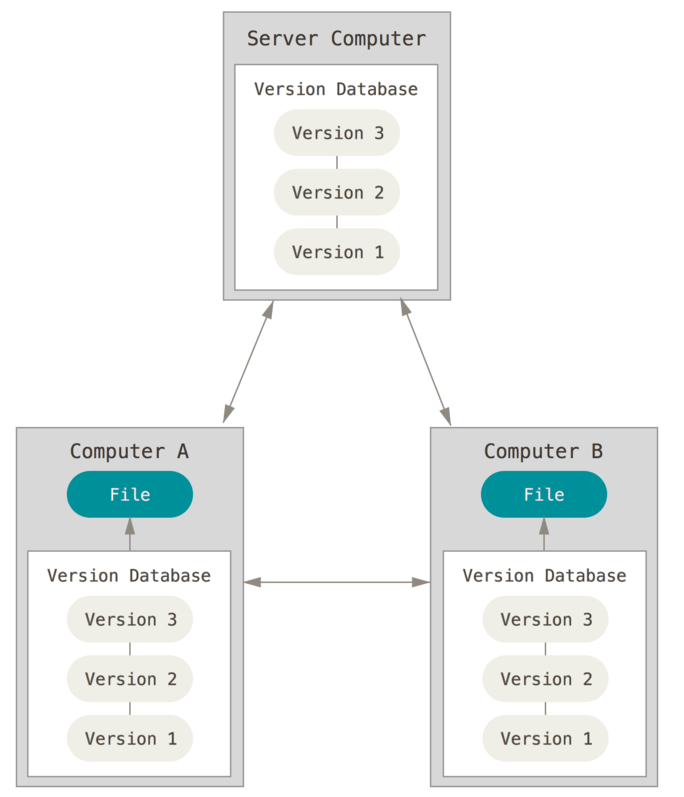 Server Computer
Version Database
Version 3
Version 2
Version 1
Computer A
File
Version Database
Version 3
Version 2
Version 1
Computer B
File
Version Database
Version 3
Version 2
Version 1